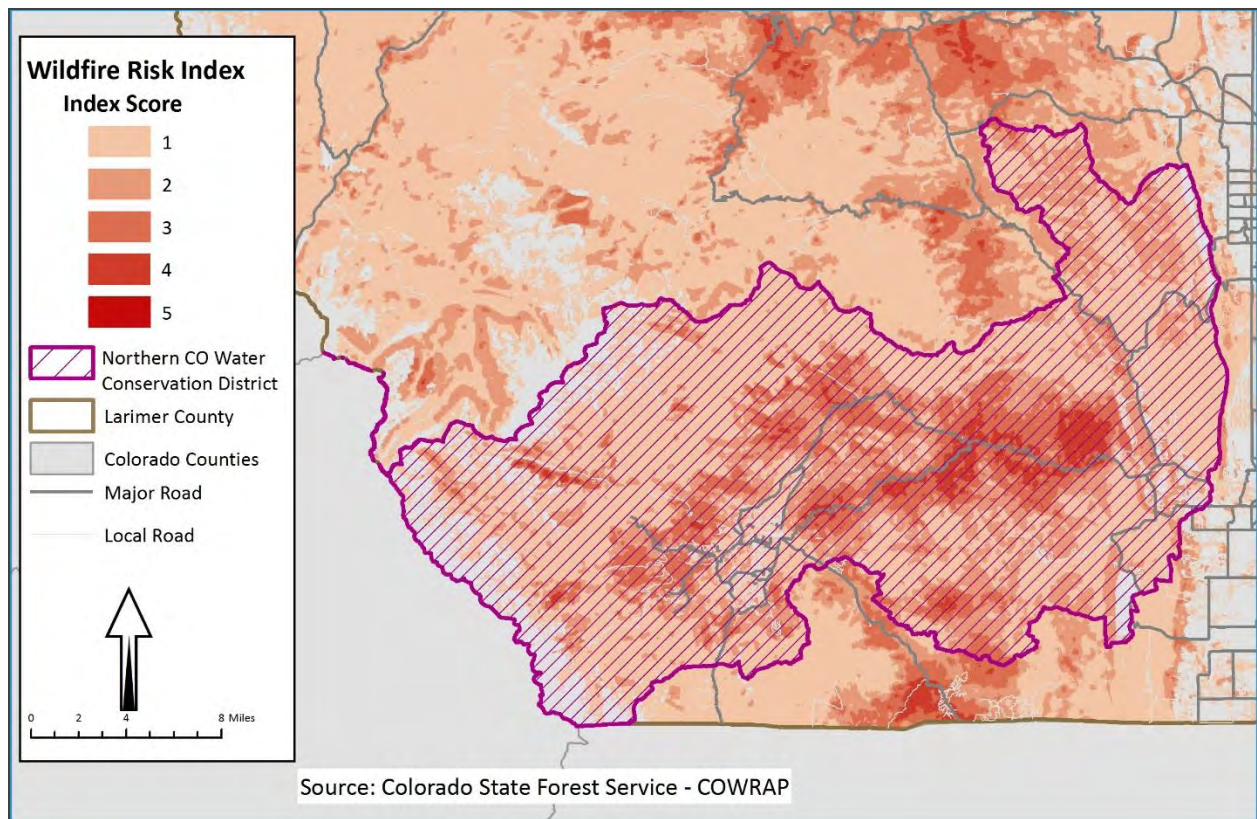 Wildfire Risk Index
Index Score
1
2
3
4
5
Northern CO Water
Conservation District
Larimer County
Colorado Counties
Major Road
Local Road
0 2 4 8 Miles
Source: Colorado State Forest Service - COWRAP